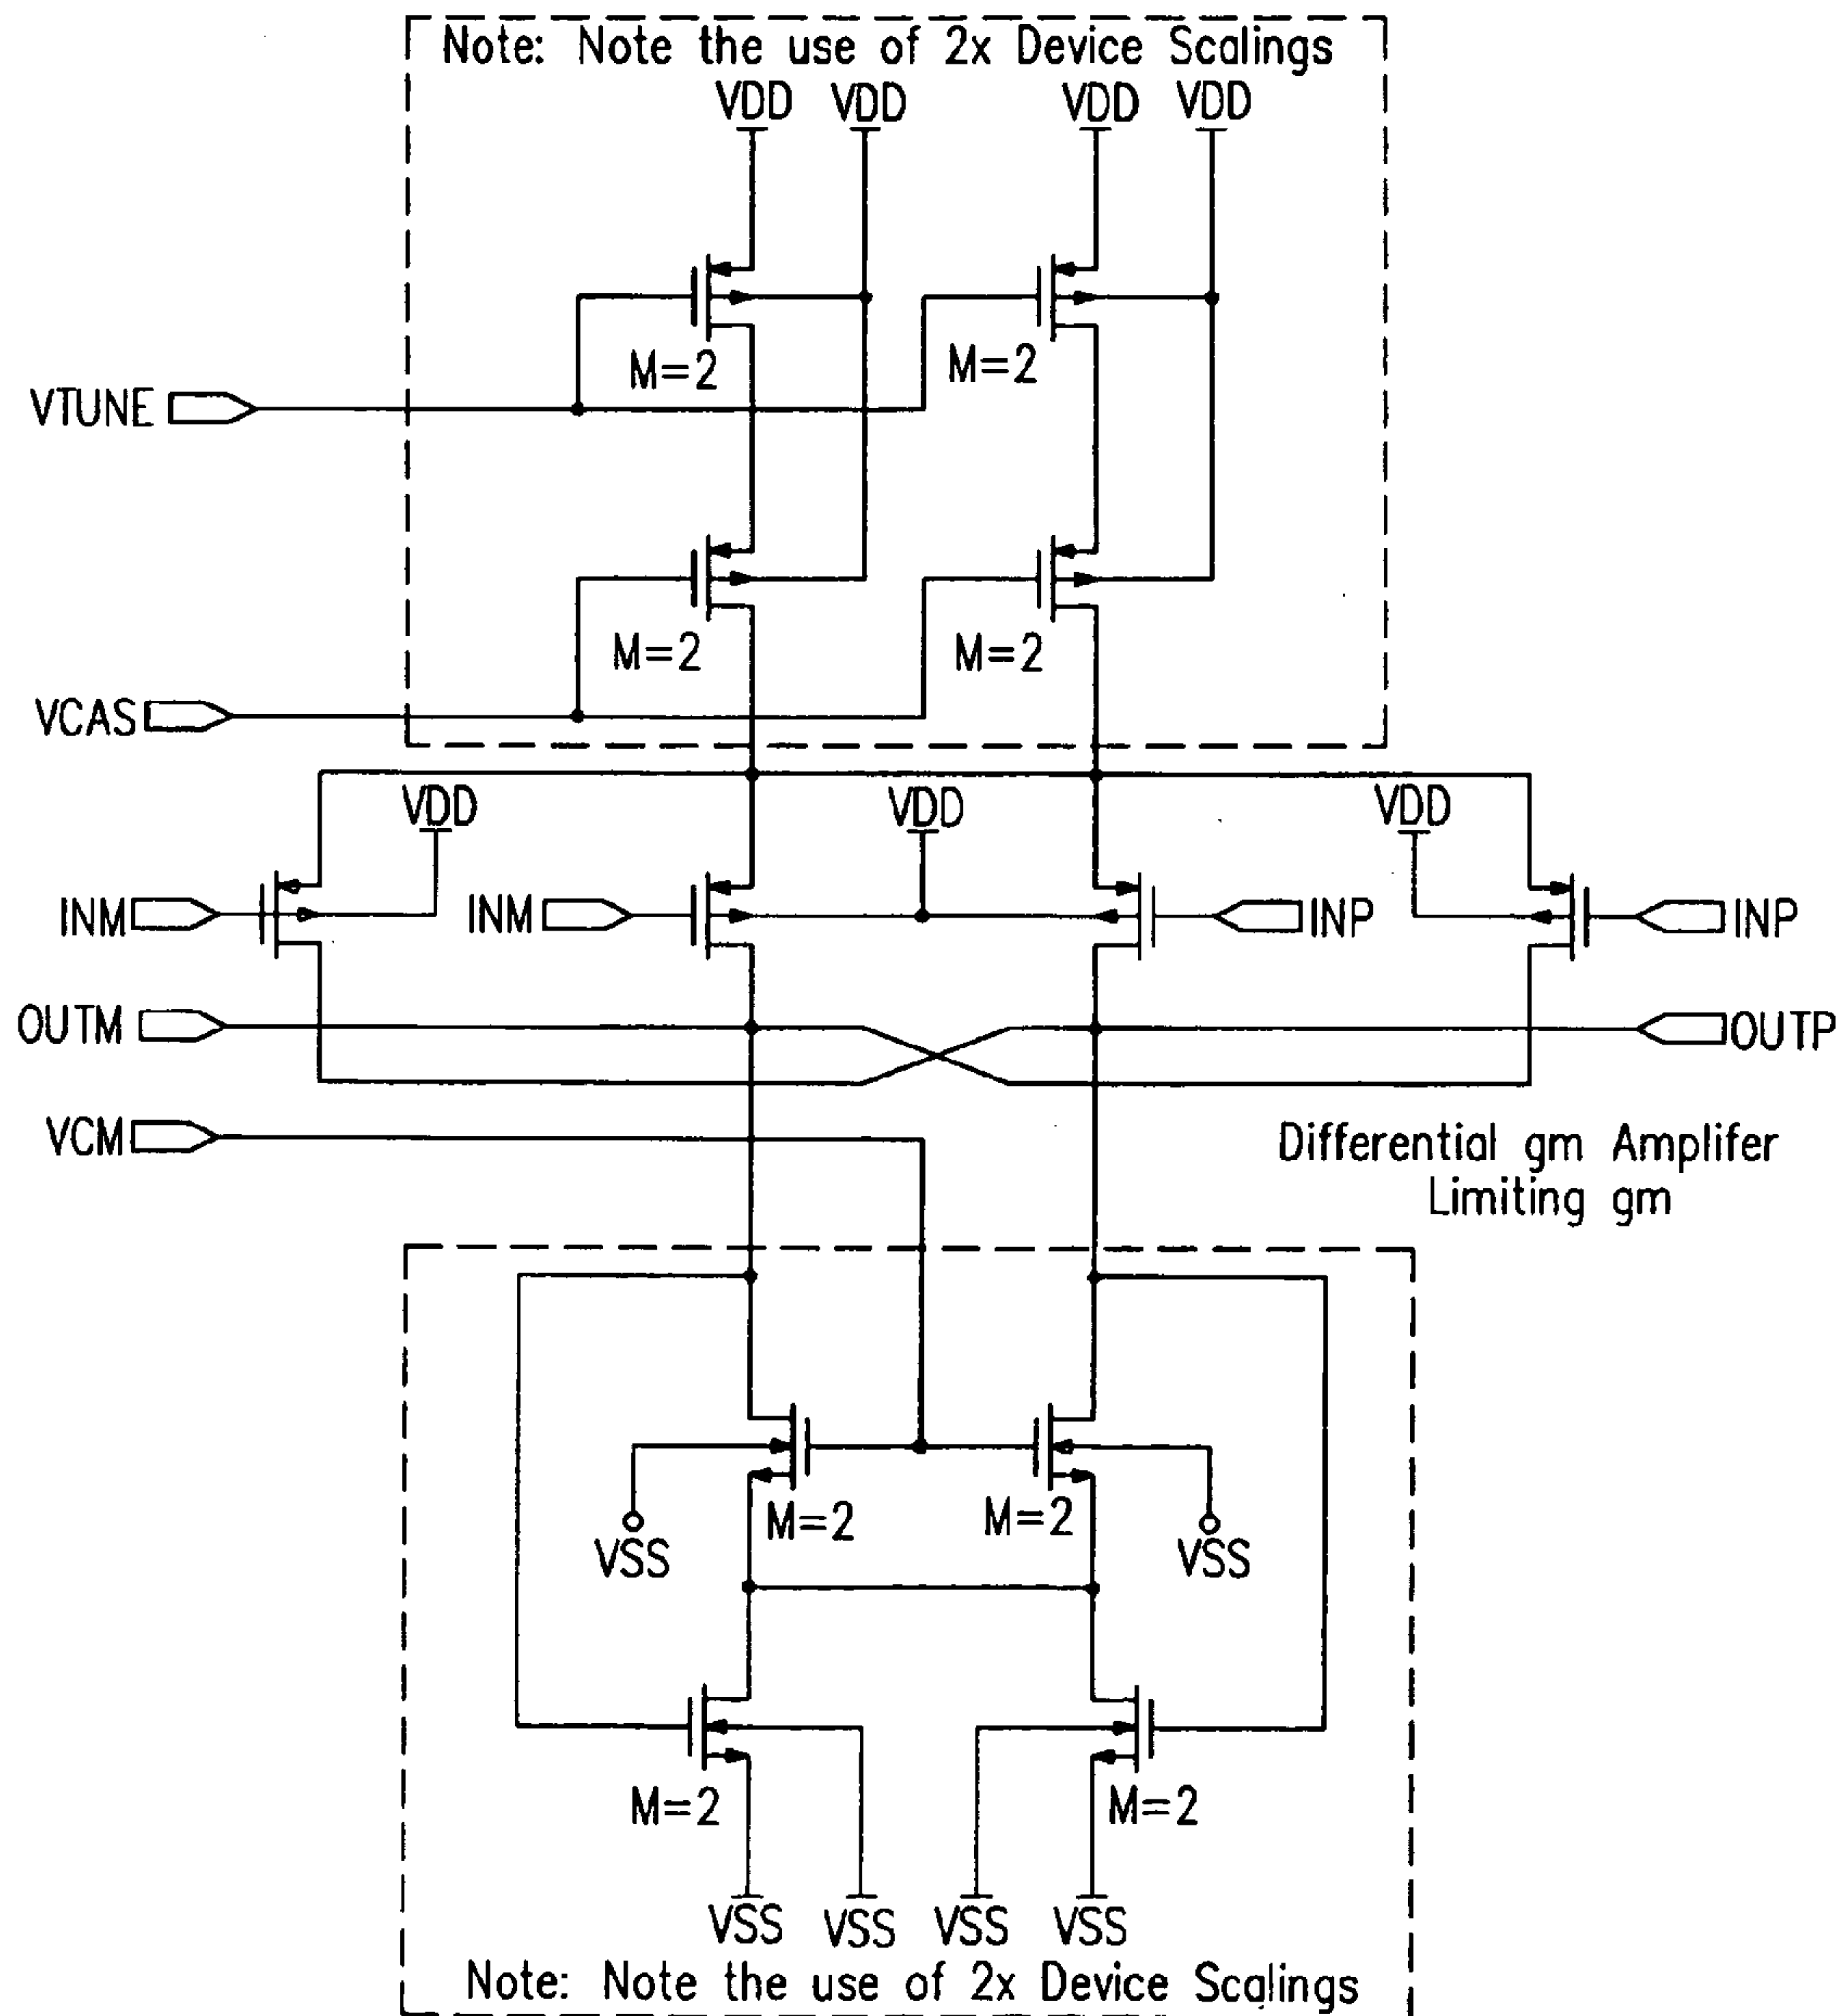 Note: Note the use of 2x Device Scalings
VDD VDD VDD VDD
M=2 M=2
VTUNE
M=2 M=2
VCAS
VDD VDD VDD
INM INM INP INP
OUTM OUTP
VCM
Differential gm Amplifer
Limiting gm
M=2 M=2
VSS VSS
M=2 M=2
VSS VSS VSS VSS
Note: Note the use of 2x Device Scalings